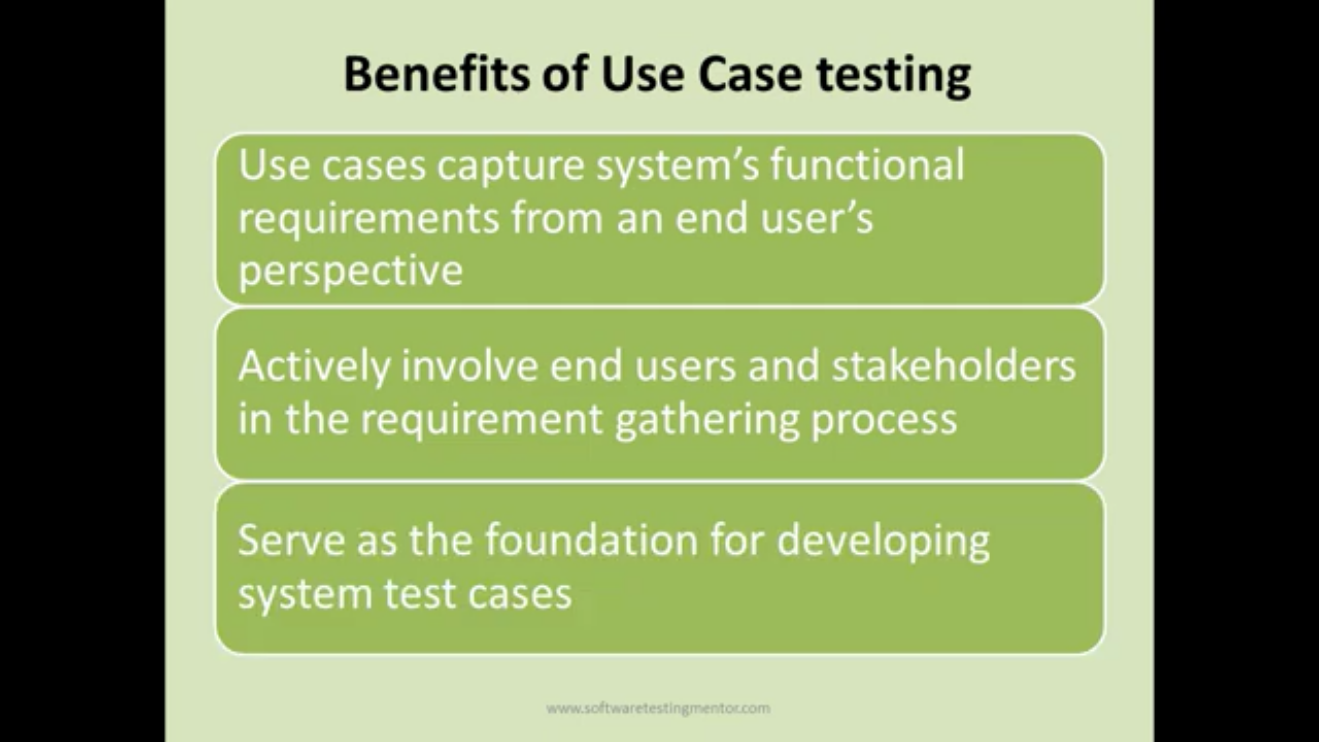 Benefits of Use Case testing
Use cases capture system’s functional
requirements from an end user’s
perspective
Actively involve end users and stakeholders
in the requirement gathering process
Serve as the foundation for developing
system test cases
www.softwaretestingmentor.com